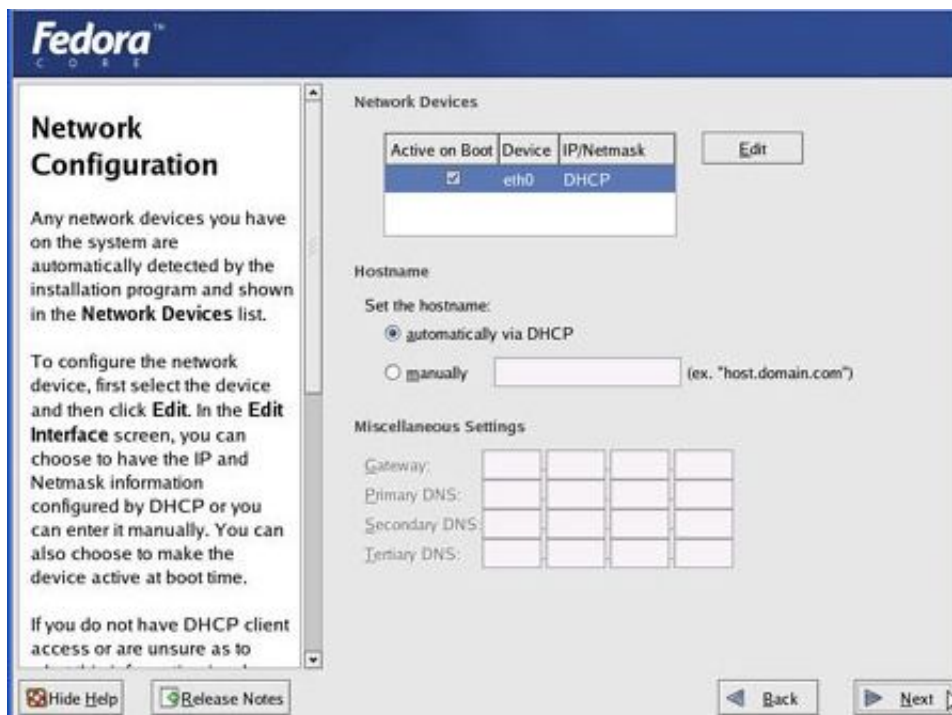 Fedora™
CORE
Network
Configuration
Any network devices you have
on the system are
automatically detected by the
installation program and shown
in the Network Devices list.
To configure the network
device, first select the device
and then click Edit. In the Edit
Interface screen, you can
choose to have the IP and
Netmask information
configured by DHCP or you
can enter it manually. You can
also choose to make the
device active at boot time.
If you do not have DHCP client
access or are unsure as to
Network Devices
Active on Boot Device IP/Netmask
eth0 DHCP
Edit
Hostname
Set the hostname:
automatically via DHCP
manually (ex. "host.domain.com")
Miscellaneous Settings
Gateway:
Primary DNS:
Secondary DNS:
Tertiary DNS:
Hide Help
Release Notes
Back
Next